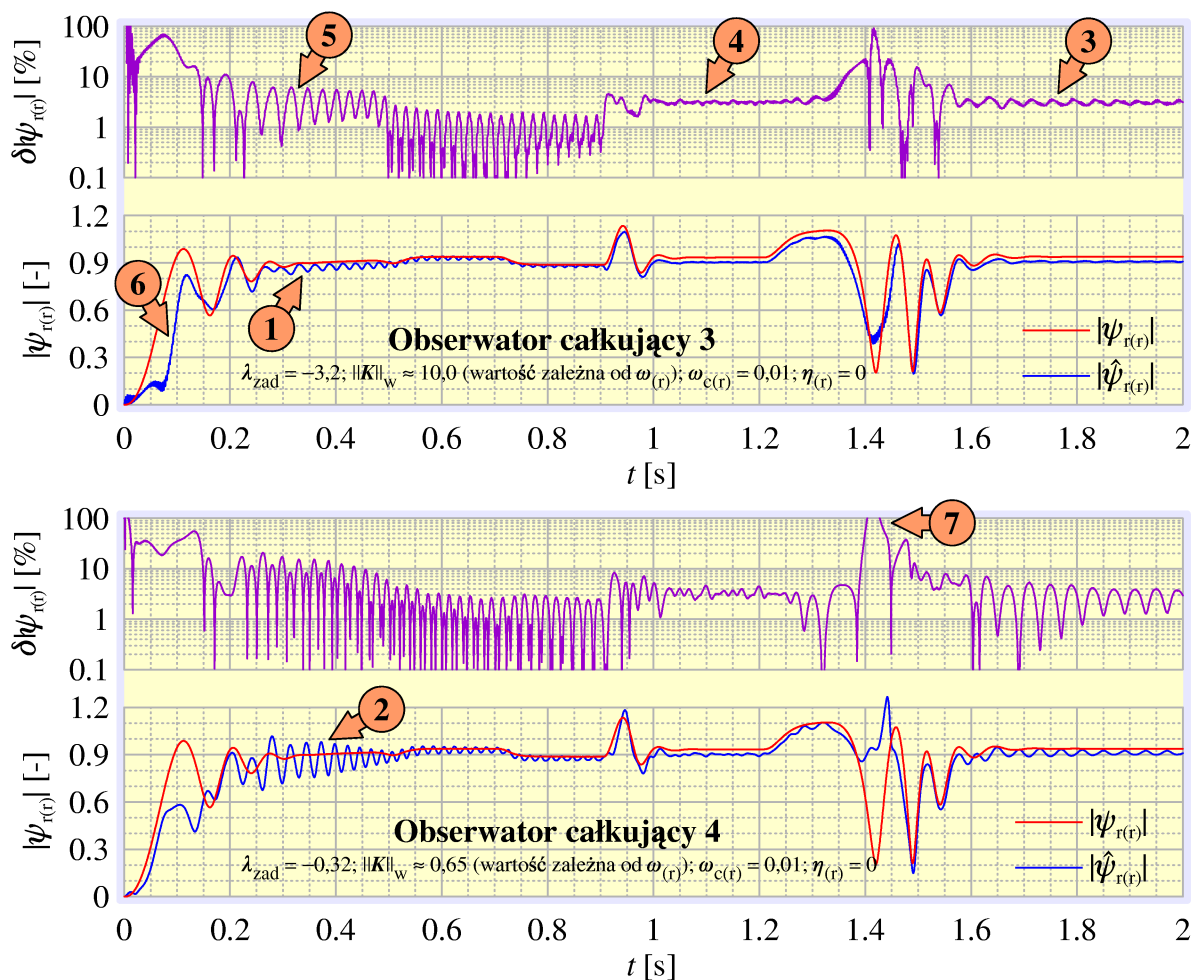 100
10
1
0.1
δ|ψr(r)| [%]
5
4
3
1.2
0.9
0.6
0.3
0
|ψr(r)| [-]
6
1
Obserwator całkujący 3
λzad = −3,2; ||K||w ≈ 10,0 (wartość zależna od ω(r)); ωc(r) = 0,01; η(r) = 0
|ψr(r)|
|ψ̂r(r)|
0 0.2 0.4 0.6 0.8 1 1.2 1.4 1.6 1.8 2
t [s]
100
10
1
0.1
δ|ψr(r)| [%]
7
1.2
0.9
0.6
0.3
0
|ψr(r)| [-]
2
Obserwator całkujący 4
λzad = −0,32; ||K||w ≈ 0,65 (wartość zależna od ω(r)); ωc(r) = 0,01; η(r) = 0
|ψr(r)|
|ψ̂r(r)|
0 0.2 0.4 0.6 0.8 1 1.2 1.4 1.6 1.8 2
t [s]